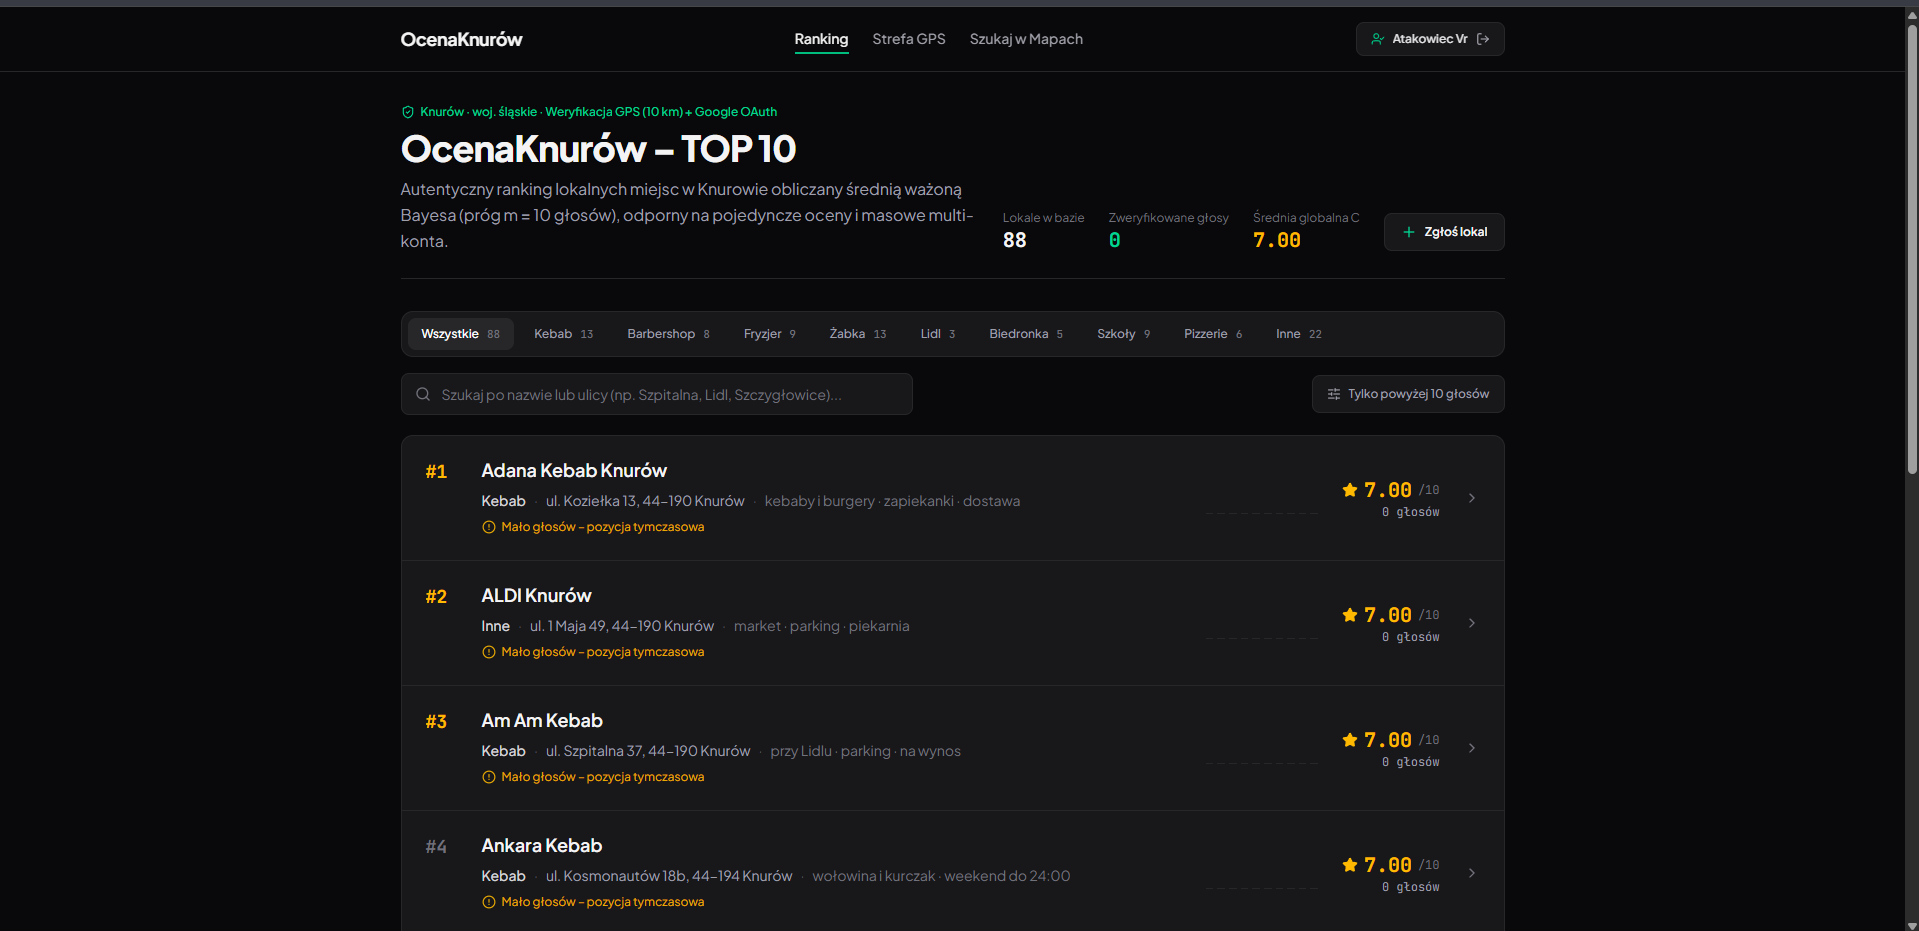 OcenaKnurów
Ranking
Strefa GPS
Szukaj w Mapach
Atakowiec Vr
Knurów · woj. śląskie · Weryfikacja GPS (10 km) + Google OAuth
OcenaKnurów – TOP 10
Autentyczny ranking lokalnych miejsc w Knurowie obliczany średnią ważoną
Bayesa (próg m = 10 głosów), odporny na pojedyncze oceny i masowe multi-
konta.
Lokale w bazie
88
Zweryfikowane głosy
0
Średnia globalna C
7.00
Zgłoś lokal
Wszystkie 88
Kebab 13
Barbershop 8
Fryzjer 9
Żabka 13
Lidl 3
Biedronka 5
Szkoły 9
Pizzerie 6
Inne 22
Szukaj po nazwie lub ulicy (np. Szpitalna, Lidl, Szczygłowice)...
Tylko powyżej 10 głosów
#1
Adana Kebab Knurów
Kebab · ul. Koziełka 13, 44-190 Knurów · kebaby i burgery · zapiekanki · dostawa
Mało głosów – pozycja tymczasowa
7.00 /10
0 głosów
#2
ALDI Knurów
Inne · ul. 1 Maja 49, 44-190 Knurów · market · parking · piekarnia
Mało głosów – pozycja tymczasowa
7.00 /10
0 głosów
#3
Am Am Kebab
Kebab · ul. Szpitalna 37, 44-190 Knurów · przy Lidlu · parking · na wynos
Mało głosów – pozycja tymczasowa
7.00 /10
0 głosów
#4
Ankara Kebab
Kebab · ul. Kosmonautów 18b, 44-194 Knurów · wołowina i kurczak · weekend do 24:00
Mało głosów – pozycja tymczasowa
7.00 /10
0 głosów